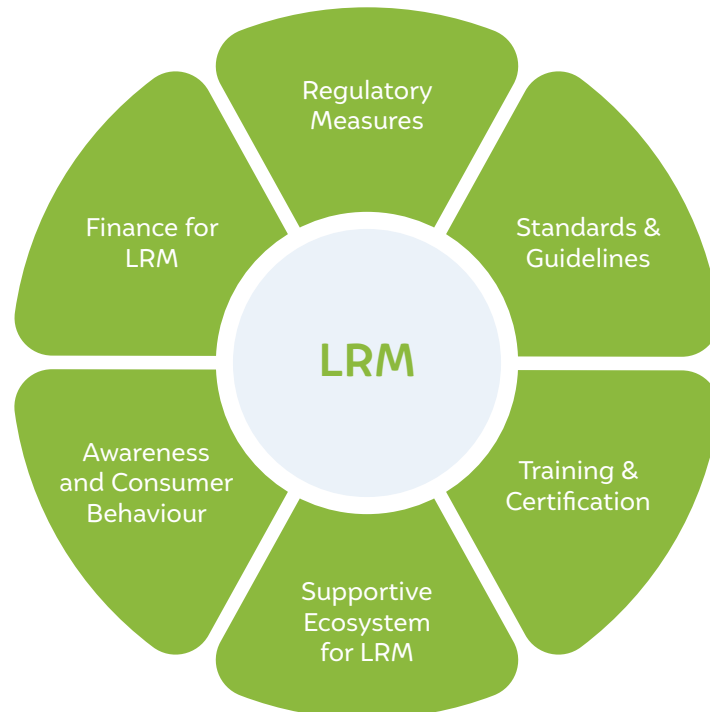 Regulatory
Measures
Finance for
LRM
Standards &
Guidelines
LRM
Awareness
and Consumer
Behaviour
Training &
Certification
Supportive
Ecosystem
for LRM